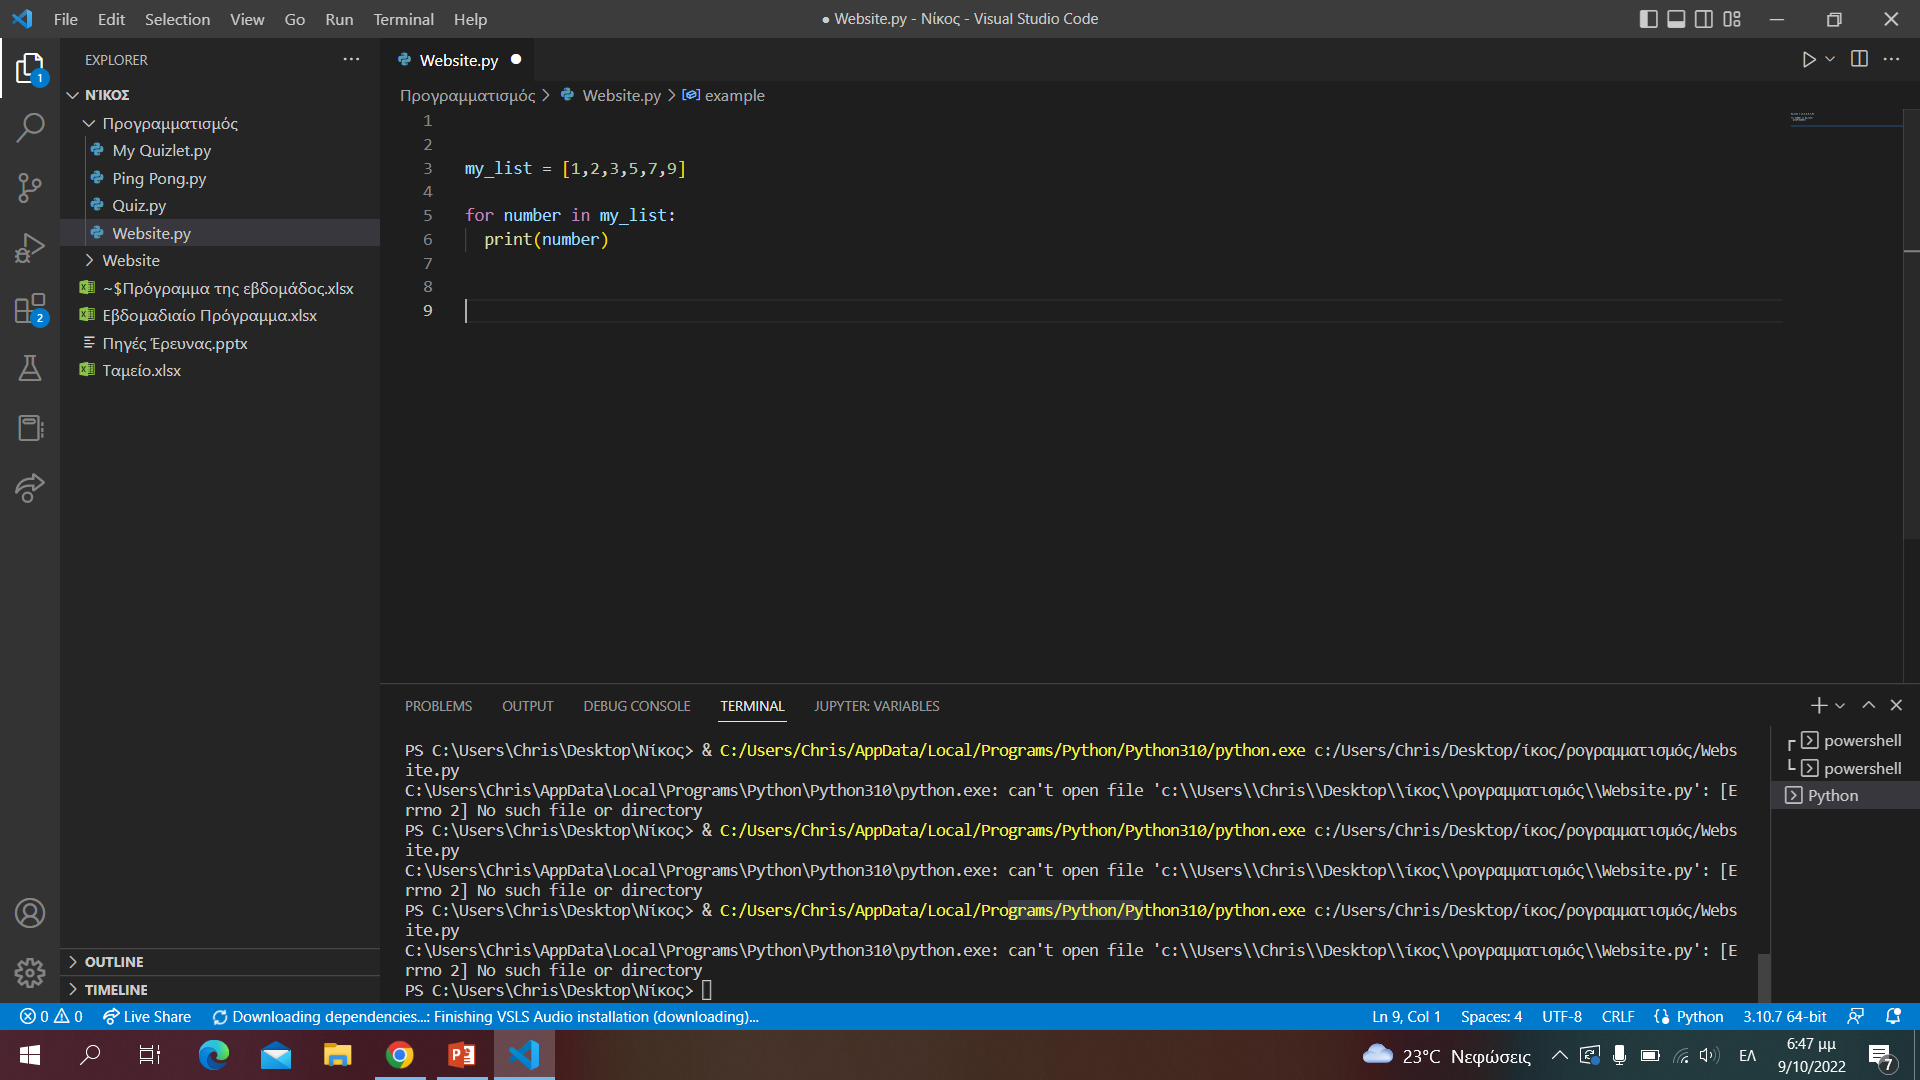 File Edit Selection View Go Run Terminal Help
● Website.py - Νίκος - Visual Studio Code
EXPLORER
ΝΊΚΟΣ
Προγραμματισμός
My Quizlet.py
Ping Pong.py
Quiz.py
Website.py
Website
~$Πρόγραμμα της εβδομάδος.xlsx
Εβδομαδιαίο Πρόγραμμα.xlsx
Πηγές Έρευνας.pptx
Ταμείο.xlsx
OUTLINE
TIMELINE
1
2
Website.py
Προγραμματισμός > Website.py > example
1
2
3 my_list = [1,2,3,5,7,9]
4
5 for number in my_list:
6 print(number)
7
8
9
PROBLEMS OUTPUT DEBUG CONSOLE TERMINAL JUPYTER: VARIABLES
PS C:\Users\Chris\Desktop\Νίκος> & C:/Users/Chris/AppData/Local/Programs/Python/Python310/python.exe c:/Users/Chris/Desktop/ίκος/ρογραμματισμός/Webs
ite.py
C:\Users\Chris\AppData\Local\Programs\Python\Python310\python.exe: can't open file 'c:\\Users\\Chris\\Desktop\\ίκος\\ρογραμματισμός\\Website.py': [E
rrno 2] No such file or directory
PS C:\Users\Chris\Desktop\Νίκος> & C:/Users/Chris/AppData/Local/Programs/Python/Python310/python.exe c:/Users/Chris/Desktop/ίκος/ρογραμματισμός/Webs
ite.py
C:\Users\Chris\AppData\Local\Programs\Python\Python310\python.exe: can't open file 'c:\\Users\\Chris\\Desktop\\ίκος\\ρογραμματισμός\\Website.py': [E
rrno 2] No such file or directory
PS C:\Users\Chris\Desktop\Νίκος> & C:/Users/Chris/AppData/Local/Programs/Python/Python310/python.exe c:/Users/Chris/Desktop/ίκος/ρογραμματισμός/Webs
ite.py
C:\Users\Chris\AppData\Local\Programs\Python\Python310\python.exe: can't open file 'c:\\Users\\Chris\\Desktop\\ίκος\\ρογραμματισμός\\Website.py': [E
rrno 2] No such file or directory
PS C:\Users\Chris\Desktop\Νίκος>
powershell
powershell
Python
0 0 Live Share Downloading dependencies...: Finishing VSLS Audio installation (downloading)...
Ln 9, Col 1 Spaces: 4 UTF-8 CRLF Python 3.10.7 64-bit
23°C Νεφώσεις
ΕΛ
6:47 μμ
9/10/2022
7